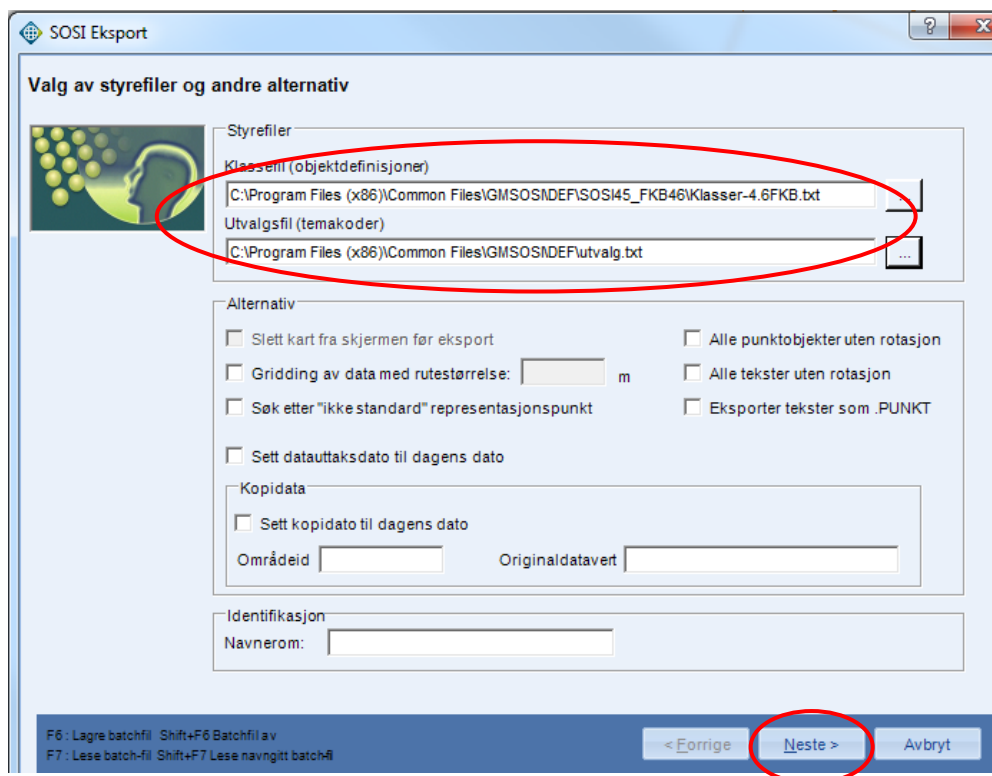 SOSI Eksport
Valg av styrefiler og andre alternativ
Styrefiler
Klassefil (objektdefinisjoner)
C:\Program Files (x86)\Common Files\GMSOSI\DEF\SOSI45_FKB46\Klasser-4.6FKB.txt
...
Utvalgsfil (temakoder)
C:\Program Files (x86)\Common Files\GMSOSI\DEF\utvalg.txt
...
Alternativ
Slett kart fra skjermen før eksport
Alle punktobjekter uten rotasjon
Gridding av data med rutestørrelse: m
Alle tekster uten rotasjon
Søk etter "ikke standard" representasjonspunkt
Eksporter tekster som .PUNKT
Sett datauttaksdato til dagens dato
Kopidata
Sett kopidato til dagens dato
Områdeid
Originaldatavert
Identifikasjon
Navnerom:
F6 : Lagre batchfil Shift+F6 Batchfil av
F7 : Lese batch-fil Shift+F7 Lese navngitt batch-fil
< Forrige
Neste >
Avbryt